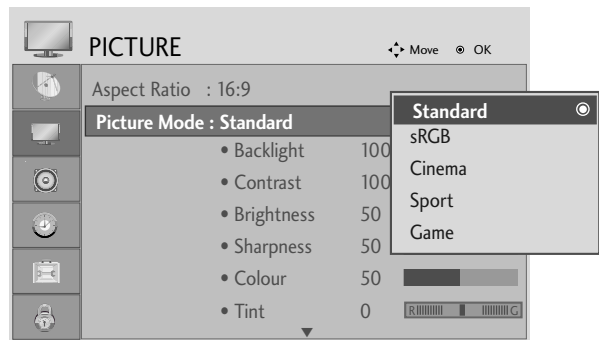 PICTURE
Move OK
Aspect Ratio : 16:9
Picture Mode : Standard
• Backlight 100
• Contrast 100
• Brightness 50
• Sharpness 50
• Colour 50
• Tint 0 R G
Standard
sRGB
Cinema
Sport
Game